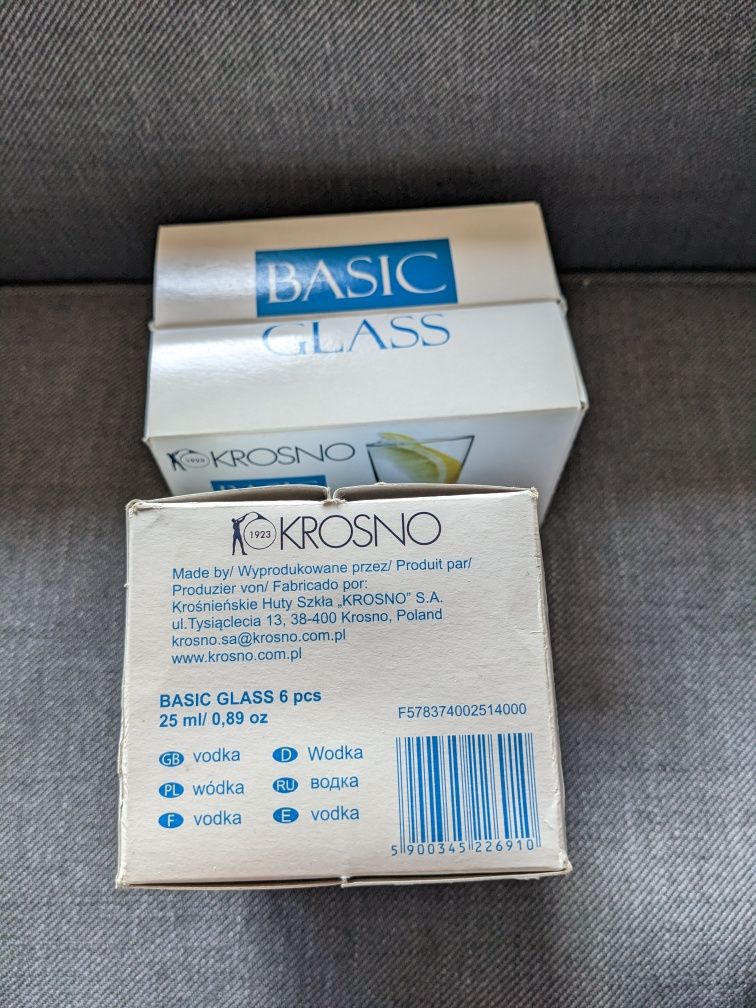 BASIC
GLASS
1923 KROSNO
1923 KROSNO
Made by/ Wyprodukowane przez/ Produit par/
Produzier von/ Fabricado por:
Krośnieńskie Huty Szkła „KROSNO” S.A.
ul.Tysiąclecia 13, 38-400 Krosno, Poland
krosno.sa@krosno.com.pl
www.krosno.com.pl
BASIC GLASS 6 pcs
25 ml/ 0,89 oz
F578374002514000
GB vodka
D Wodka
PL wódka
RU водка
F vodka
E vodka
5 900345 226910